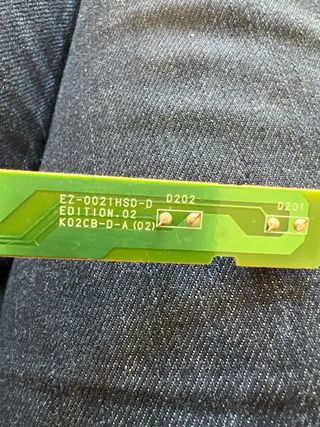 EZ-0021HSD-D
EDITION.02
K02CB-D-A(02)
D202
D201